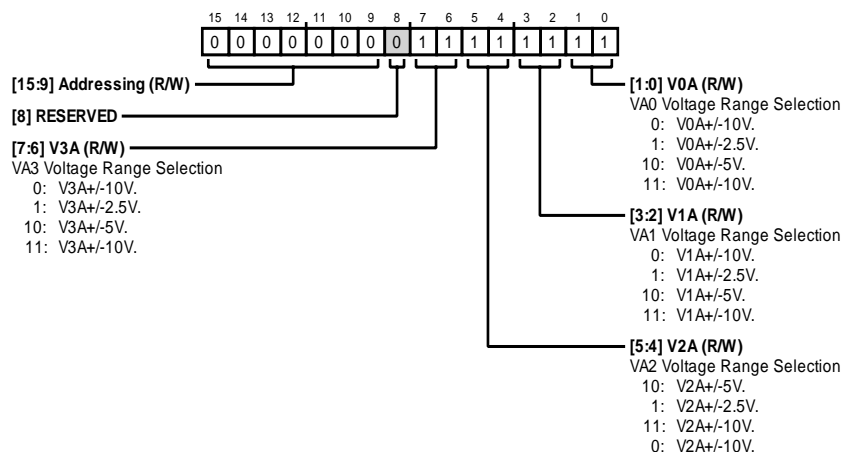 15 14 13 12 11 10 9 8 7 6 5 4 3 2 1 0
0 0 0 0 0 0 0 0 1 1 1 1 1 1 1 1
[15:9] Addressing (R/W)
[8] RESERVED
[7:6] V3A (R/W)
VA3 Voltage Range Selection
0: V3A+/-10V.
1: V3A+/-2.5V.
10: V3A+/-5V.
11: V3A+/-10V.
[1:0] V0A (R/W)
VA0 Voltage Range Selection
0: V0A+/-10V.
1: V0A+/-2.5V.
10: V0A+/-5V.
11: V0A+/-10V.
[3:2] V1A (R/W)
VA1 Voltage Range Selection
0: V1A+/-10V.
1: V1A+/-2.5V.
10: V1A+/-5V.
11: V1A+/-10V.
[5:4] V2A (R/W)
VA2 Voltage Range Selection
10: V2A+/-5V.
1: V2A+/-2.5V.
11: V2A+/-10V.
0: V2A+/-10V.